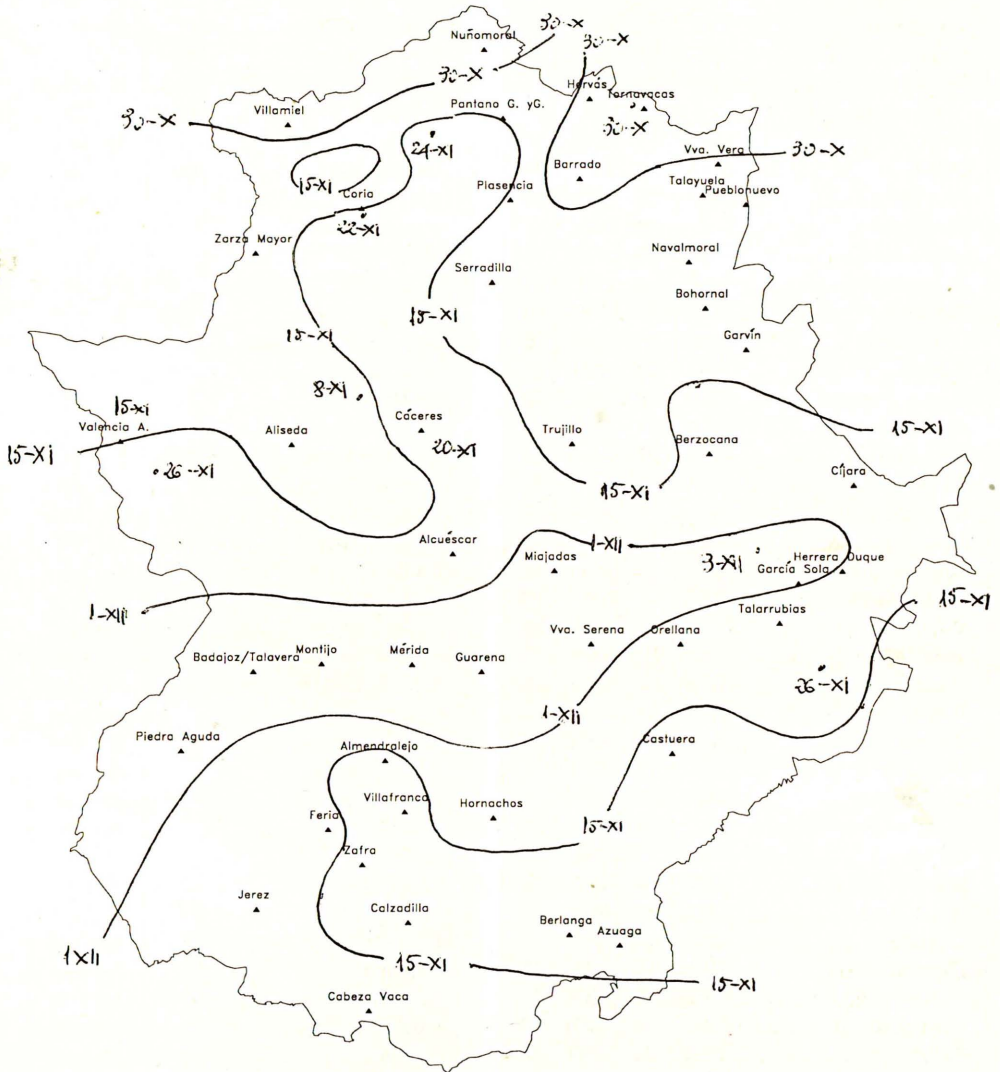 30-X
30-X
Nuñomoral
30-X
Hervás
Tornavacas
Villamiel
Pantano G. yG.
30-X
30-X
24-XI
Vva. Vera
30-X
Barrado
Talayuela
Plasencia
Pueblonuevo
15-XI
Coria
22-XI
Zarza Mayor
Navalmoral
Serradilla
Bohornal
15-XI
15-XI
Garvín
8-XI
15-XI
Valencia A.
Cáceres
Aliseda
20-XI
Trujillo
15-XI
15-XI
Berzocana
26-XI
Cíjara
15-XI
1-XII
Alcuéscar
Miajadas
3-XII
Herrera Duque
García Sola
1-XII
15-XI
Talarrubias
Vva. Serena
Orellana
Badajoz/Talavera
Montijo
Mérida
Guarena
26-XI
1-XII
Piedra Aguda
Almendralejo
Castuera
Villafranca
Hornachos
Feria
15-XI
Zafra
Jerez
Calzadilla
Berlanga
Azuaga
1XII
15-XI
15-XI
Cabeza Vaca